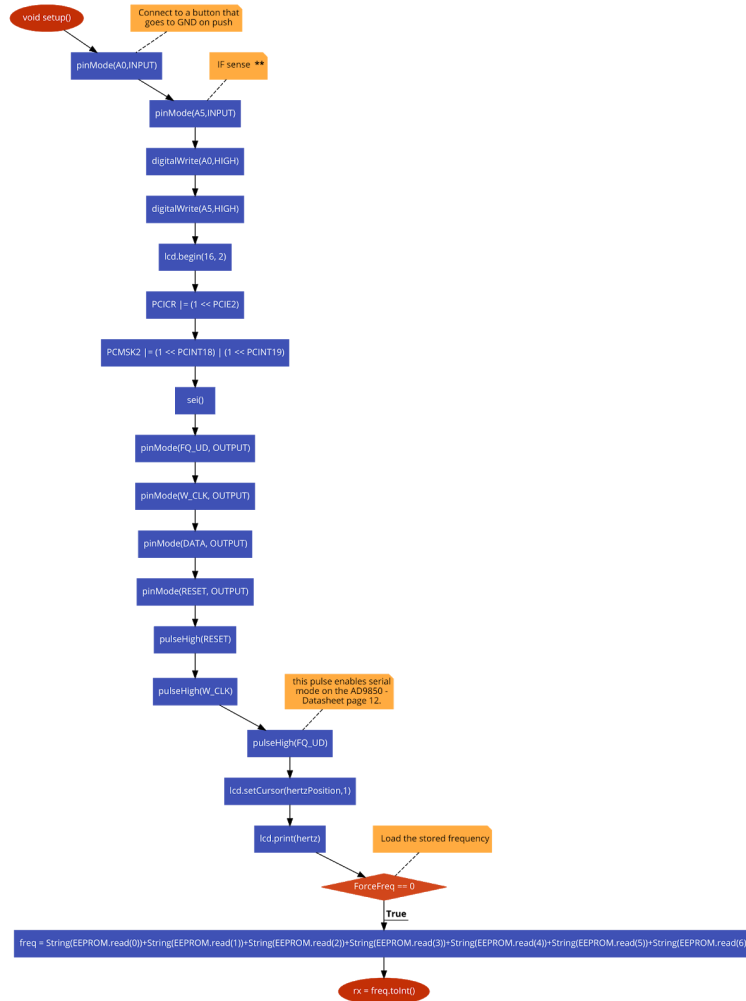 void setup()
Connect to a button that
goes to GND on push
pinMode(A0,INPUT)
IF sense **
pinMode(A5,INPUT)
digitalWrite(A0,HIGH)
digitalWrite(A5,HIGH)
lcd.begin(16, 2)
PCICR |= (1 << PCIE2)
PCMSK2 |= (1 << PCINT18) | (1 << PCINT19)
sei()
pinMode(FQ_UD, OUTPUT)
pinMode(W_CLK, OUTPUT)
pinMode(DATA, OUTPUT)
pinMode(RESET, OUTPUT)
pulseHigh(RESET)
this pulse enables serial
mode on the AD9850 -
Datasheet page 12.
pulseHigh(W_CLK)
pulseHigh(FQ_UD)
lcd.setCursor(hertzPosition,1)
lcd.print(hertz)
Load the stored frequency
ForceFreq == 0
True
freq = String(EEPROM.read(0))+String(EEPROM.read(1))+String(EEPROM.read(2))+String(EEPROM.read(3))+String(EEPROM.read(4))+String(EEPROM.read(5))+String(EEPROM.read(6)
rx = freq.toInt()